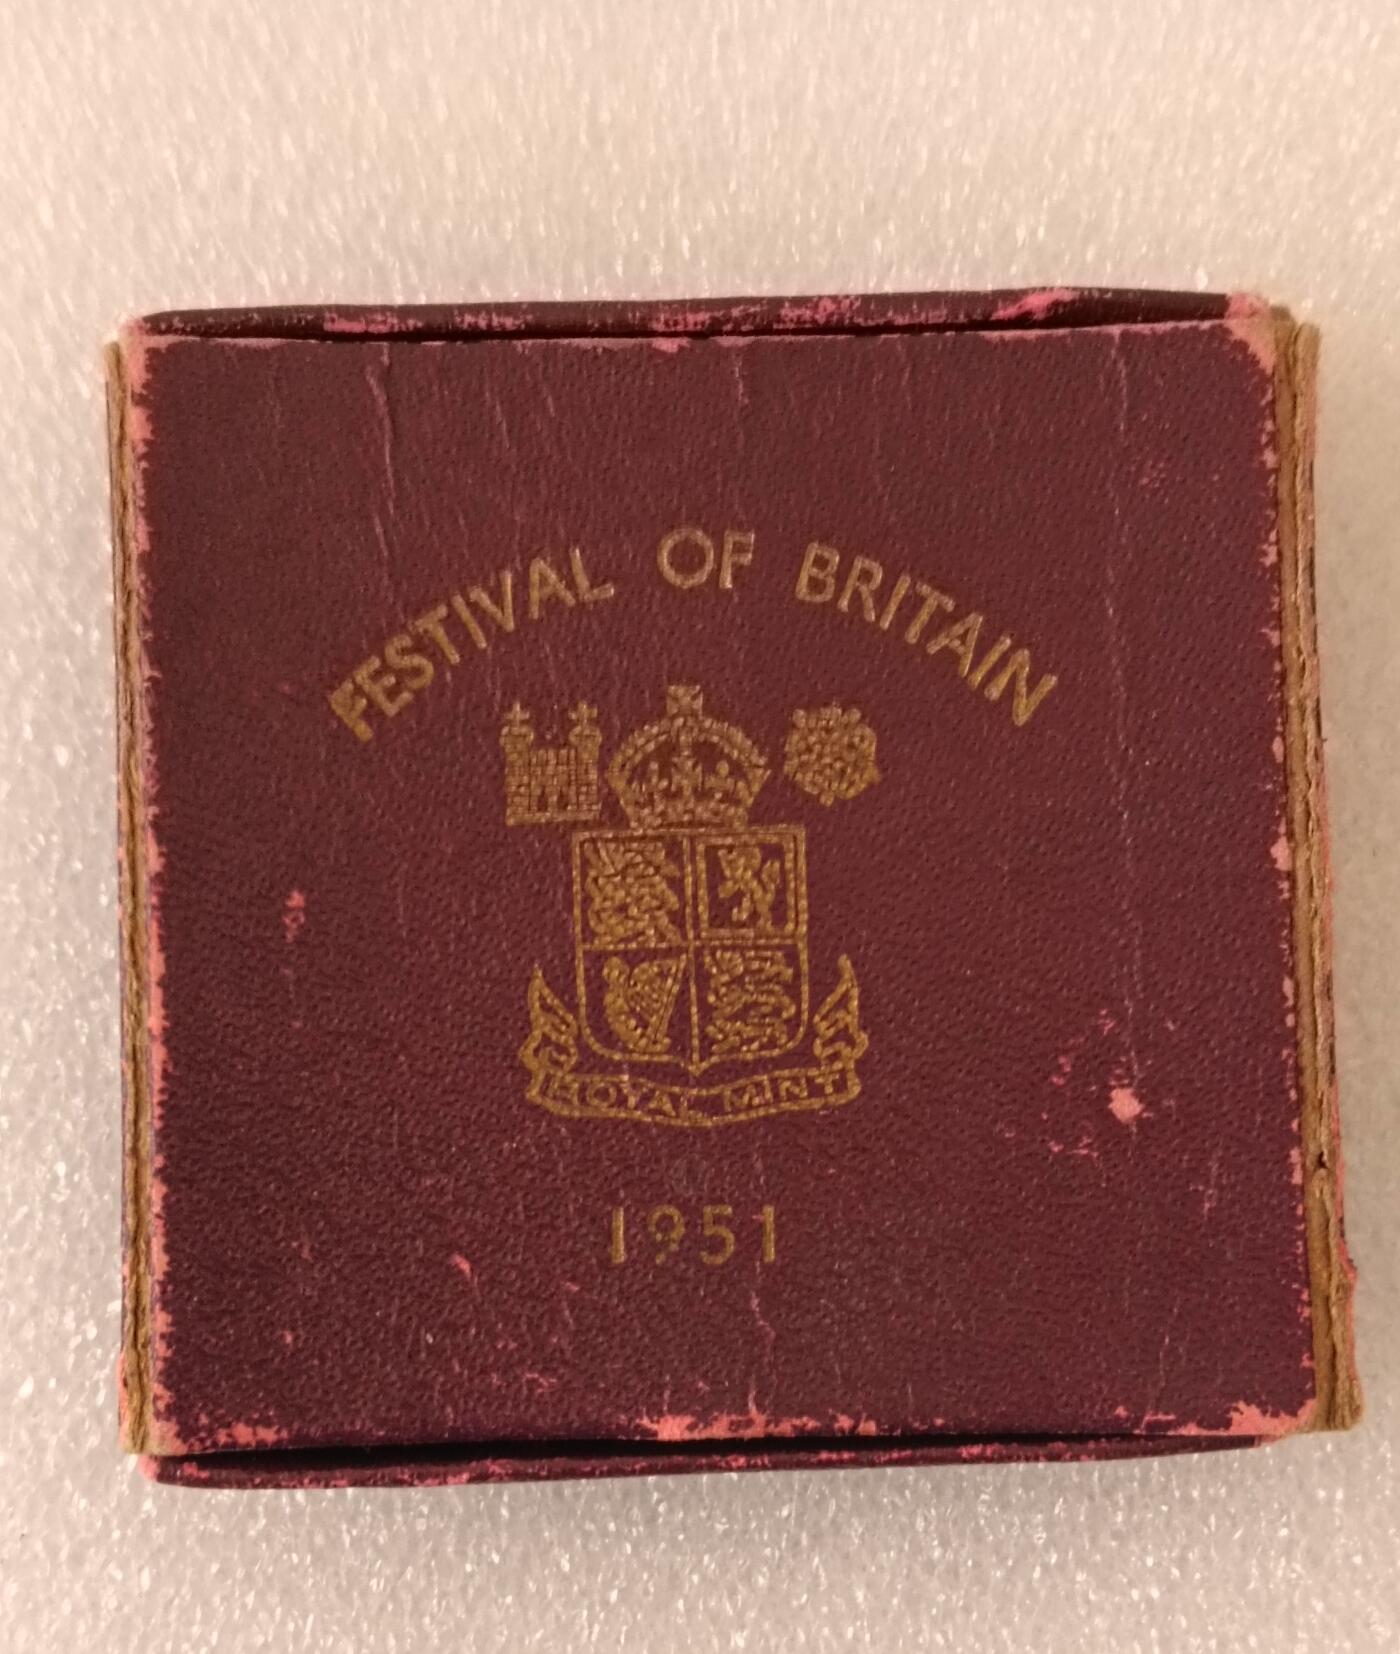 FESTIVAL OF BRITAIN
ROYAL MINT
1951